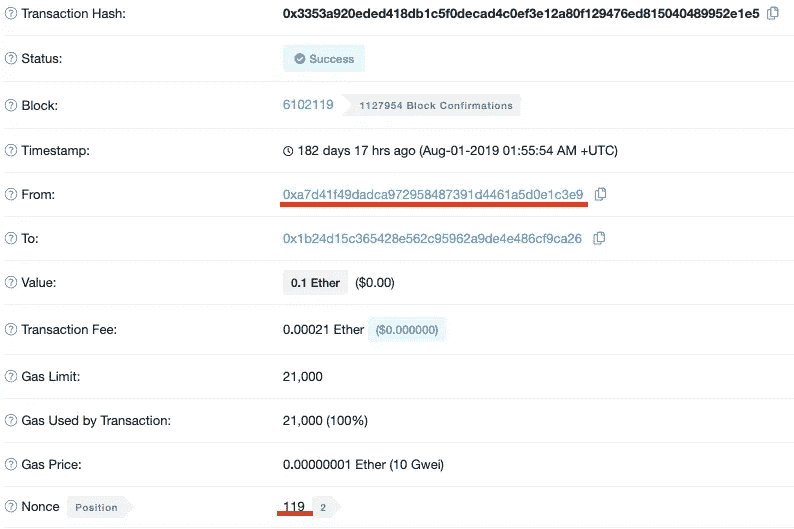 Transaction Hash: 0x3353a920eded418db1c5f0decad4c0ef3e12a80f129476ed815040489952e1e5
Status: Success
Block: 6102119 1127954 Block Confirmations
Timestamp: 182 days 17 hrs ago (Aug-01-2019 01:55:54 AM +UTC)
From: 0xa7d41f49dadca972958487391d4461a5d0e1c3e9
To: 0x1b24d15c365428e562c95962a9de4e486cf9ca26
Value: 0.1 Ether ($0.00)
Transaction Fee: 0.00021 Ether ($0.000000)
Gas Limit: 21,000
Gas Used by Transaction: 21,000 (100%)
Gas Price: 0.00000001 Ether (10 Gwei)
Nonce Position 119 2